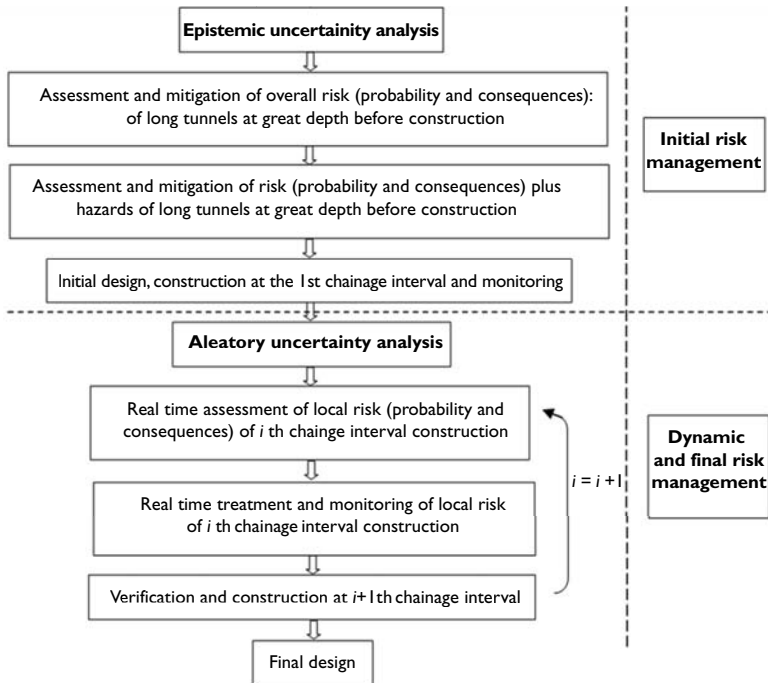 Epistemic uncertainity analysis
Assessment and mitigation of overall risk (probability and consequences):
of long tunnels at great depth before construction
Initial risk
management
Assessment and mitigation of risk (probability and consequences) plus
hazards of long tunnels at great depth before construction
Initial design, construction at the 1st chainage interval and monitoring
Aleatory uncertainty analysis
Real time assessment of local risk (probability and
consequences) of i th chainge interval construction
Dynamic
and final risk
management
i = i +1
Real time treatment and monitoring of local risk
of i th chainage interval construction
Verification and construction at i+1th chainage interval
Final design